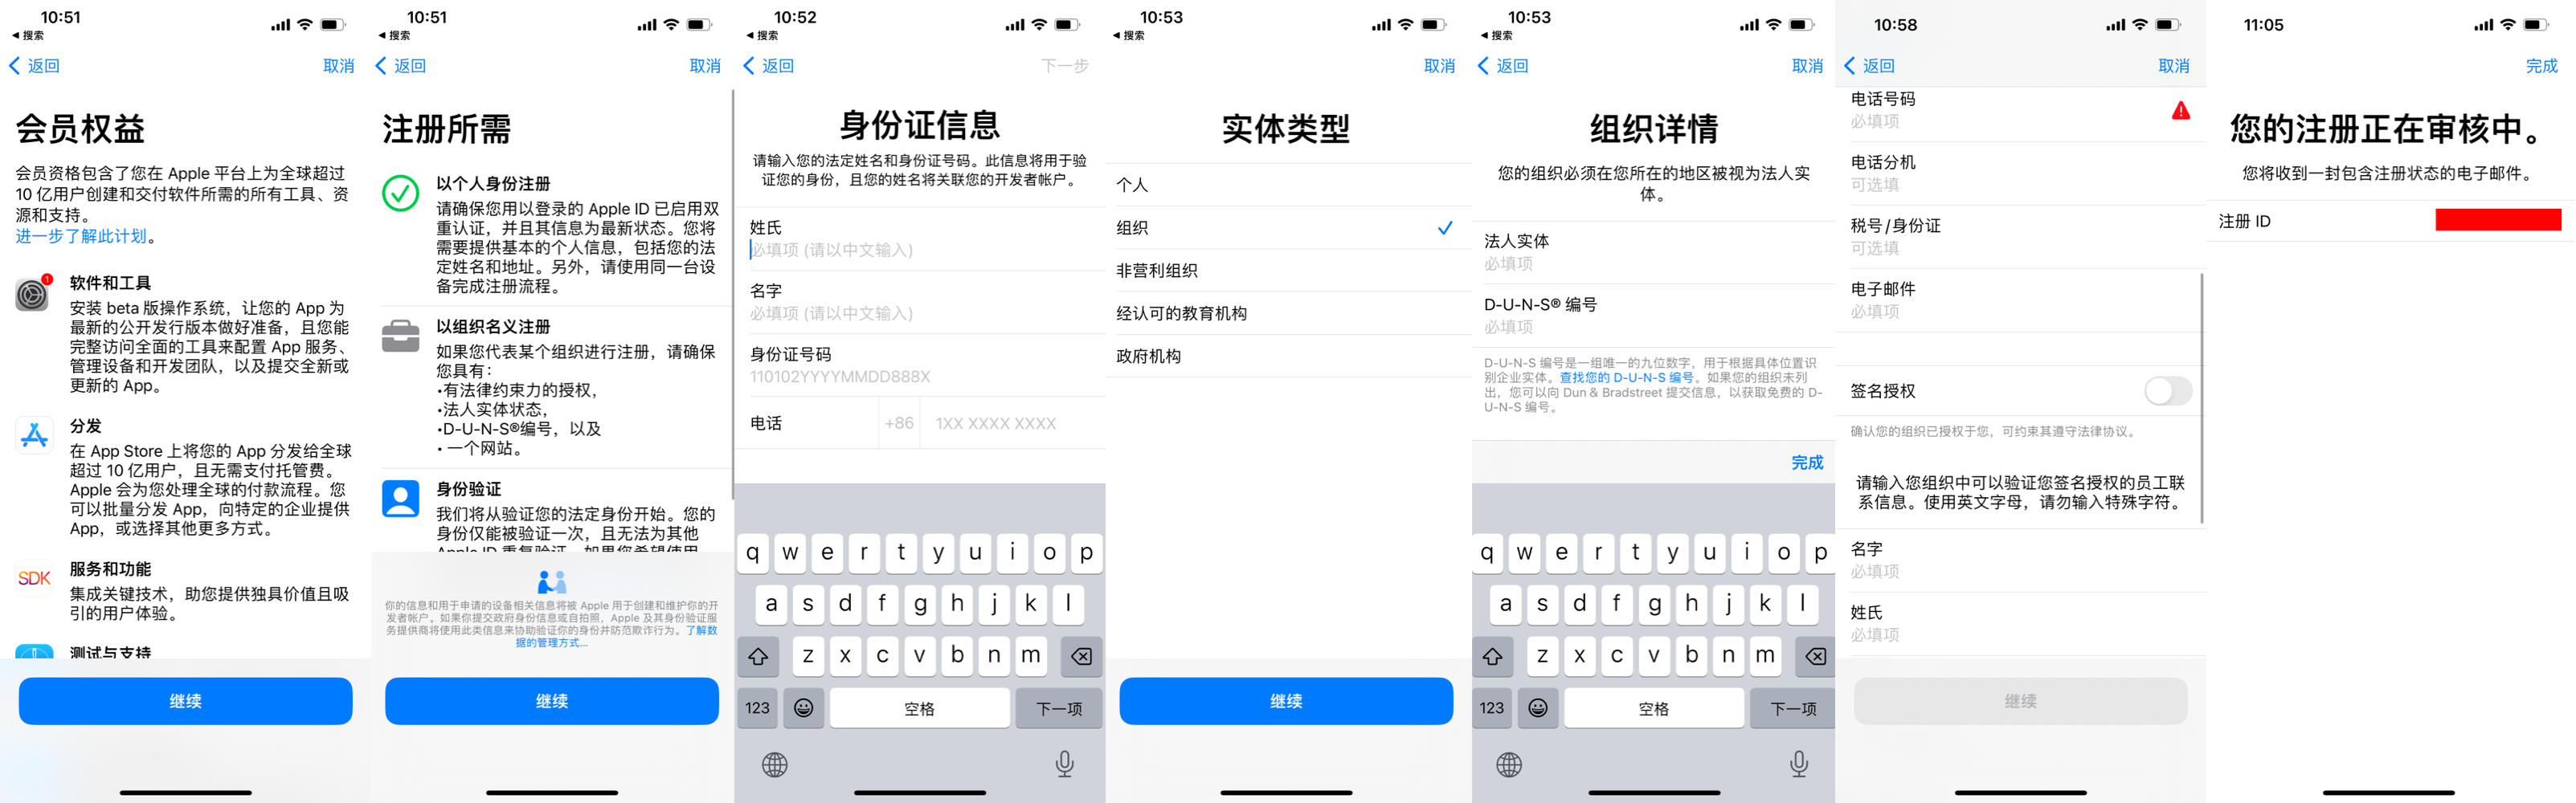 10:51
◀ 搜索
返回
取消
会员权益
会员资格包含了您在 Apple 平台上为全球超过
10 亿用户创建和交付软件所需的所有工具、资
源和支持。
进一步了解此计划。
1
软件和工具
安装 beta 版操作系统，让您的 App 为
最新的公开发行版本做好准备，且您能
完整访问全面的工具来配置 App 服务、
管理设备和开发团队，以及提交全新或
更新的 App。
分发
在 App Store 上将您的 App 分发给全球
超过 10 亿用户，且无需支付托管费。
Apple 会为您处理全球的付款流程。您
可以批量分发 App，向特定的企业提供
App，或选择其他更多方式。
SDK
服务和功能
集成关键技术，助您提供独具价值且吸
引的用户体验。
测试与支持
继续
10:51
◀ 搜索
返回
取消
注册所需
以个人身份注册
请确保您用以登录的 Apple ID 已启用双
重认证，并且其信息为最新状态。您将
需要提供基本的个人信息，包括您的法
定姓名和地址。另外，请使用同一台设
备完成注册流程。
以组织名义注册
如果您代表某个组织进行注册，请确保
您具有：
•有法律约束力的授权，
•法人实体状态，
•D-U-N-S®编号，以及
• 一个网站。
身份验证
我们将从验证您的法定身份开始。您的
身份仅能被验证一次，且无法为其他
Apple ID 重复验证。如果您希望使用
你的信息和用于申请的设备相关信息将被 Apple 用于创建和维护你的开
发者帐户。如果你提交政府身份信息或自拍照，Apple 及其身份验证服
务提供商将使用此类信息来协助验证你的身份并防范欺诈行为。了解数
据的管理方式...
继续
10:52
◀ 搜索
返回
下一步
身份证信息
请输入您的法定姓名和身份证号码。此信息将用于验
证您的身份，且您的姓名将关联您的开发者帐户。
姓氏
必填项 (请以中文输入)
名字
必填项 (请以中文输入)
身份证号码
110102YYYYMMDD888X
电话
+86
1XX XXXX XXXX
q w e r t y u i o p
a s d f g h j k l
z x c v b n m
123
空格
下一项
10:53
◀ 搜索
取消
实体类型
个人
组织
非营利组织
经认可的教育机构
政府机构
继续
10:53
◀ 搜索
返回
取消
组织详情
您的组织必须在您所在的地区被视为法人实
体。
法人实体
必填项
D-U-N-S® 编号
必填项
D-U-N-S 编号是一组唯一的九位数字，用于根据具体位置识
别企业实体。查找您的 D-U-N-S 编号。如果您的组织未列
出，您可以向 Dun & Bradstreet 提交信息，以获取免费的 D-
U-N-S 编号。
完成
q w e r t y u i o p
a s d f g h j k l
z x c v b n m
123
空格
下一项
10:58
返回
取消
电话号码
必填项
电话分机
可选填
税号/身份证
可选填
电子邮件
必填项
签名授权
确认您的组织已授权于您，可约束其遵守法律协议。
请输入您组织中可以验证您签名授权的员工联
系信息。使用英文字母，请勿输入特殊字符。
名字
必填项
姓氏
必填项
继续
11:05
完成
您的注册正在审核中。
您将收到一封包含注册状态的电子邮件。
注册 ID